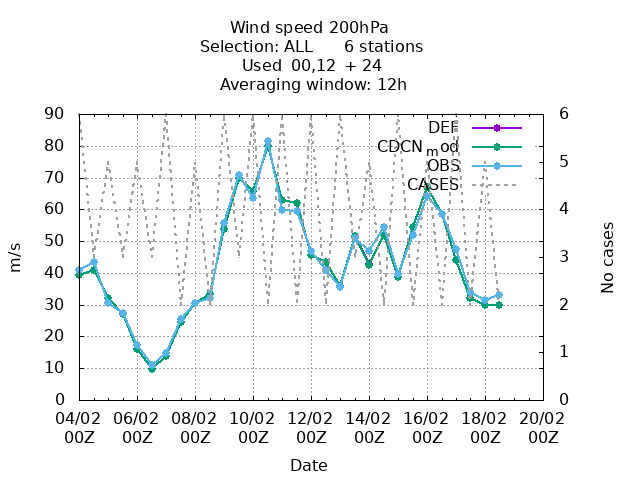 Wind speed 200hPa
Selection: ALL 6 stations
Used 00,12 + 24
Averaging window: 12h
90 6
DEF
80 CDCN_mod
5
OBS
70
CASES
60 4
50
3
40
30 2
20
1
10
0 0
m/s
No cases
04/02 06/02 08/02 10/02 12/02 14/02 16/02 18/02 20/02
00Z 00Z 00Z 00Z 00Z 00Z 00Z 00Z 00Z
Date